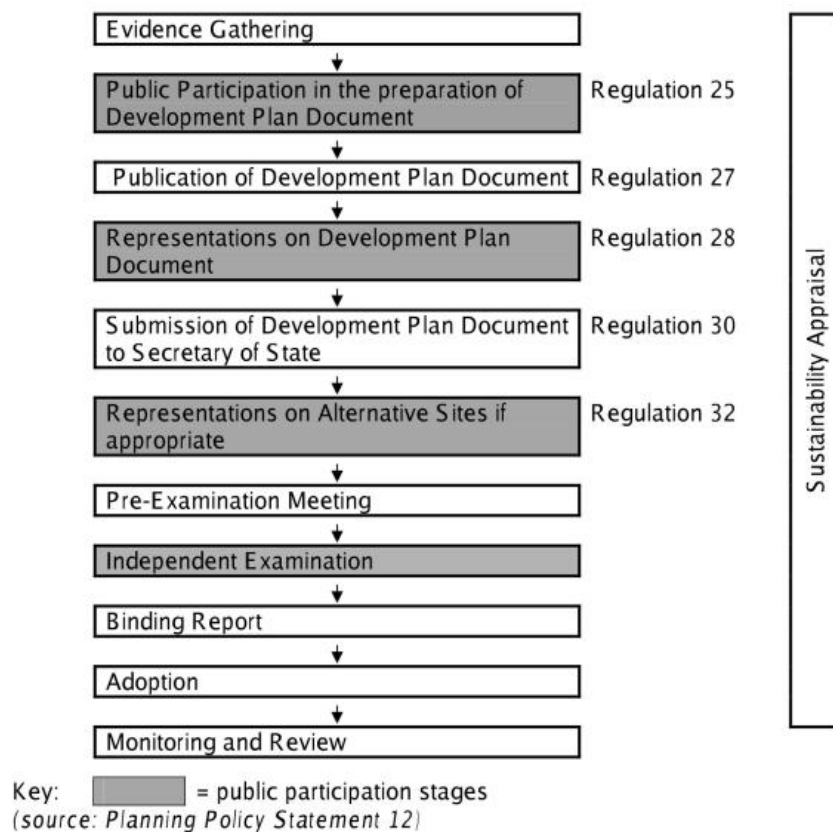 Evidence Gathering
Public Participation in the preparation of
Development Plan Document
Regulation 25
Publication of Development Plan Document
Regulation 27
Representations on Development Plan
Document
Regulation 28
Submission of Development Plan Document
to Secretary of State
Regulation 30
Representations on Alternative Sites if
appropriate
Regulation 32
Pre-Examination Meeting
Independent Examination
Binding Report
Adoption
Monitoring and Review
Sustainability Appraisal
Key: = public participation stages
(source: Planning Policy Statement 12)